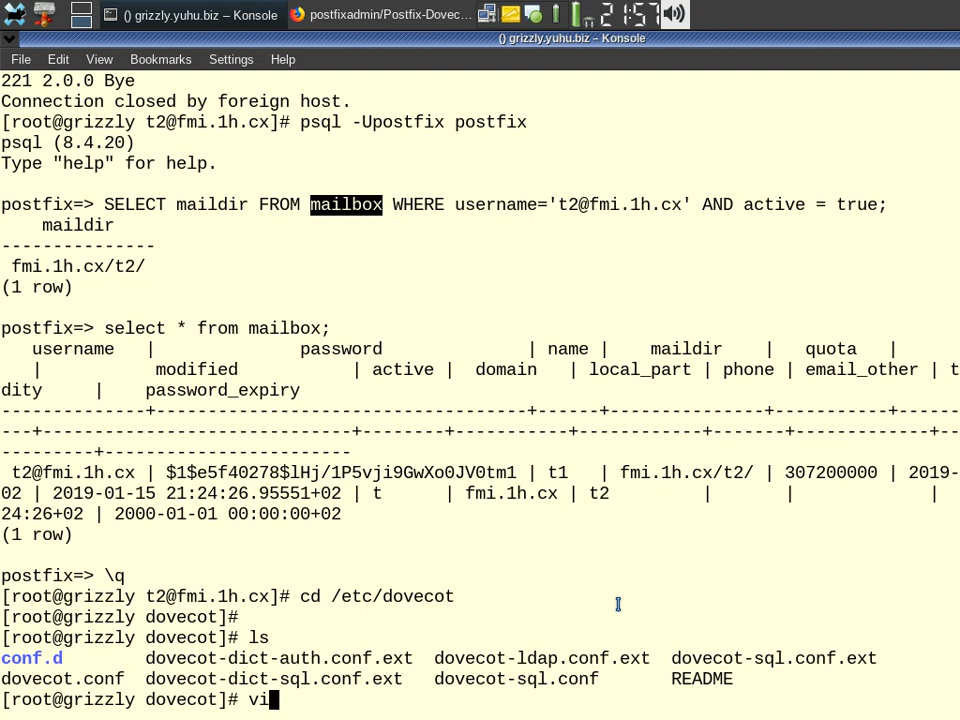 () grizzly.yuhu.biz – Konsole
postfixadmin/Postfix-Dovec...
21:57
() grizzly.yuhu.biz – Konsole
File Edit View Bookmarks Settings Help
221 2.0.0 Bye
Connection closed by foreign host.
[root@grizzly t2@fmi.1h.cx]# psql -Upostfix postfix
psql (8.4.20)
Type "help" for help.
postfix=> SELECT maildir FROM mailbox WHERE username='t2@fmi.1h.cx' AND active = true;
    maildir
---------------
 fmi.1h.cx/t2/
(1 row)
postfix=> select * from mailbox;
   username   |              password              | name |    maildir    |   quota   |
   |           modified           | active |  domain   | local_part | phone | email_other | t
dity     |    password_expiry
--------------+------------------------------------+------+---------------+-----------+------
---+------------------------------+--------+-----------+------------+-------+-------------+--
---------+------------------------
 t2@fmi.1h.cx | $1$e5f40278$lHj/1P5vji9GwXo0JV0tm1 | t1   | fmi.1h.cx/t2/ | 307200000 | 2019-
02 | 2019-01-15 21:24:26.95551+02 | t      | fmi.1h.cx | t2         |       |             |
24:26+02 | 2000-01-01 00:00:00+02
(1 row)
postfix=> \q
[root@grizzly t2@fmi.1h.cx]# cd /etc/dovecot
[root@grizzly dovecot]#
[root@grizzly dovecot]# ls
conf.d        dovecot-dict-auth.conf.ext  dovecot-ldap.conf.ext  dovecot-sql.conf.ext
dovecot.conf  dovecot-dict-sql.conf.ext   dovecot-sql.conf       README
[root@grizzly dovecot]# vi